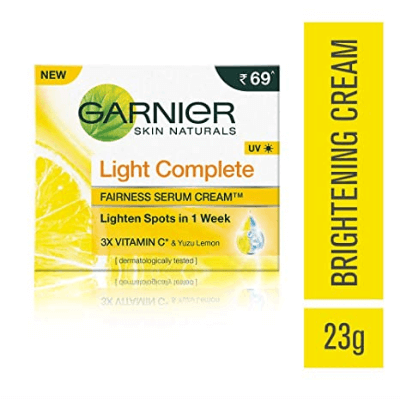 NEW
₹ 69^
GARNIER
SKIN NATURALS
UV
Light Complete
FAIRNESS SERUM CREAM™
Lighten Spots in 1 Week
3X VITAMIN C* & Yuzu Lemon
[ dermatologically tested ]
BRIGHTENING CREAM
23g